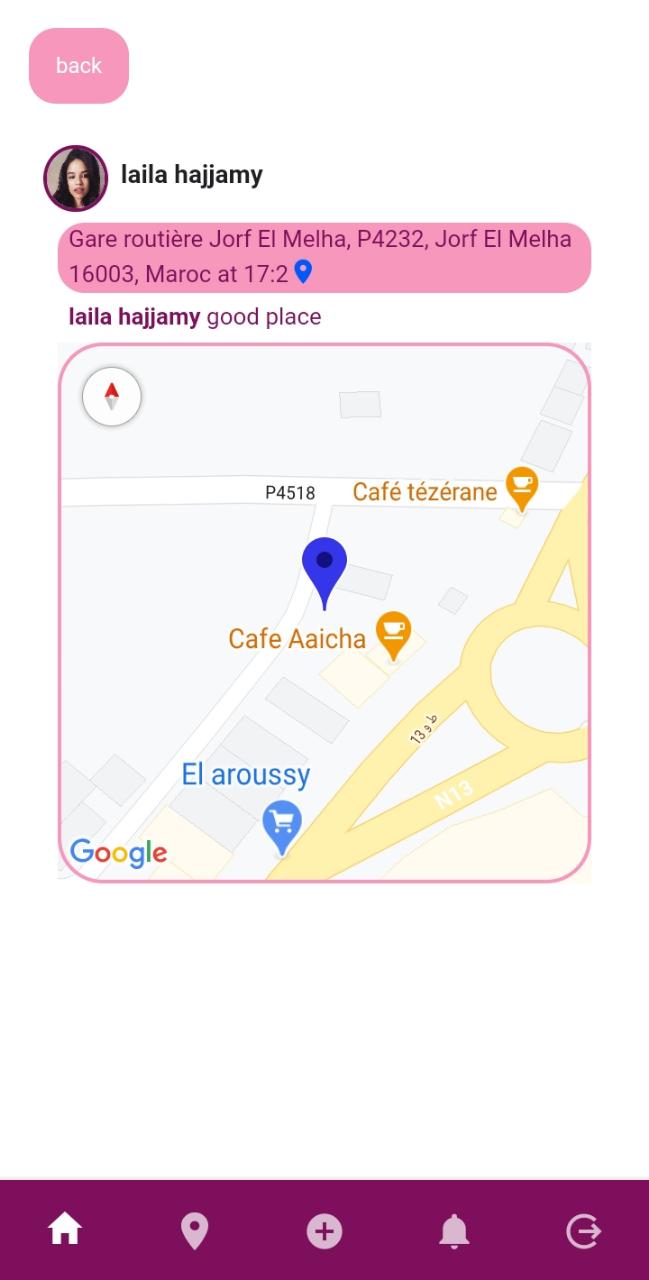 back
laila hajjamy
Gare routière Jorf El Melha, P4232, Jorf El Melha
16003, Maroc at 17:2
laila hajjamy good place
P4518
Café tézérane
Cafe Aaicha
ط و 13
El aroussy
N13
Google